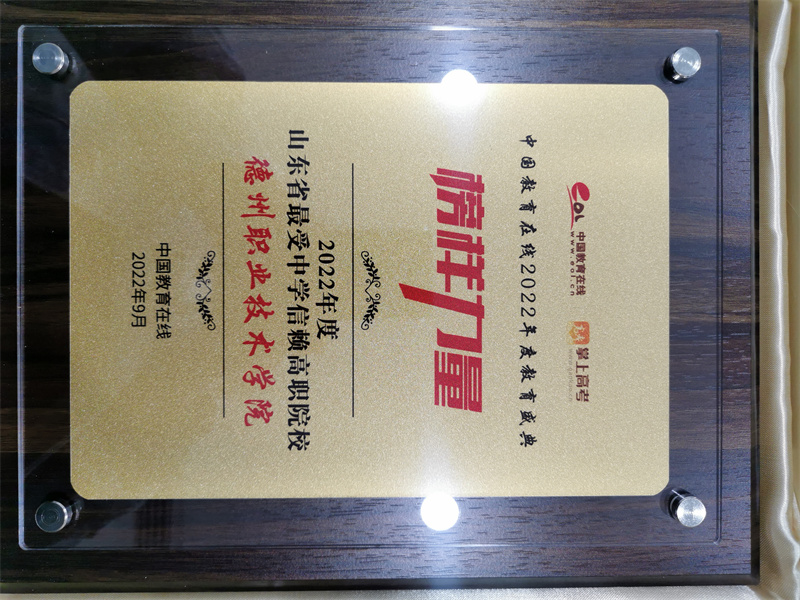 eOL 中国教育在线
www.eol.cn
掌上高考
中国教育在线2022年度教育盛典
榜样力量
2022年度
山东省最受中学信赖高职院校
德州职业技术学院
中国教育在线
2022年9月